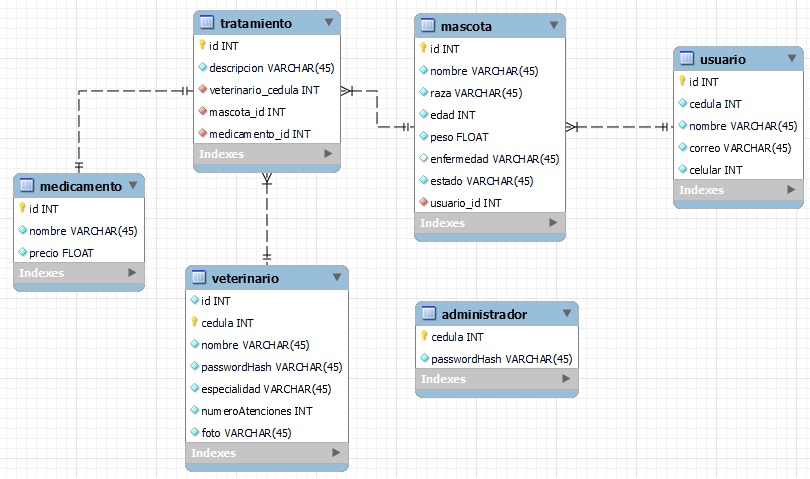 tratamiento
id INT
descripcion VARCHAR(45)
veterinario_cedula INT
mascota_id INT
medicamento_id INT
Indexes
mascota
id INT
nombre VARCHAR(45)
raza VARCHAR(45)
edad INT
peso FLOAT
enfermedad VARCHAR(45)
estado VARCHAR(45)
usuario_id INT
Indexes
usuario
id INT
cedula INT
nombre VARCHAR(45)
correo VARCHAR(45)
celular INT
Indexes
medicamento
id INT
nombre VARCHAR(45)
precio FLOAT
Indexes
veterinario
id INT
cedula INT
nombre VARCHAR(45)
passwordHash VARCHAR(45)
especialidad VARCHAR(45)
numeroAtenciones INT
foto VARCHAR(45)
Indexes
administrador
cedula INT
passwordHash VARCHAR(45)
Indexes